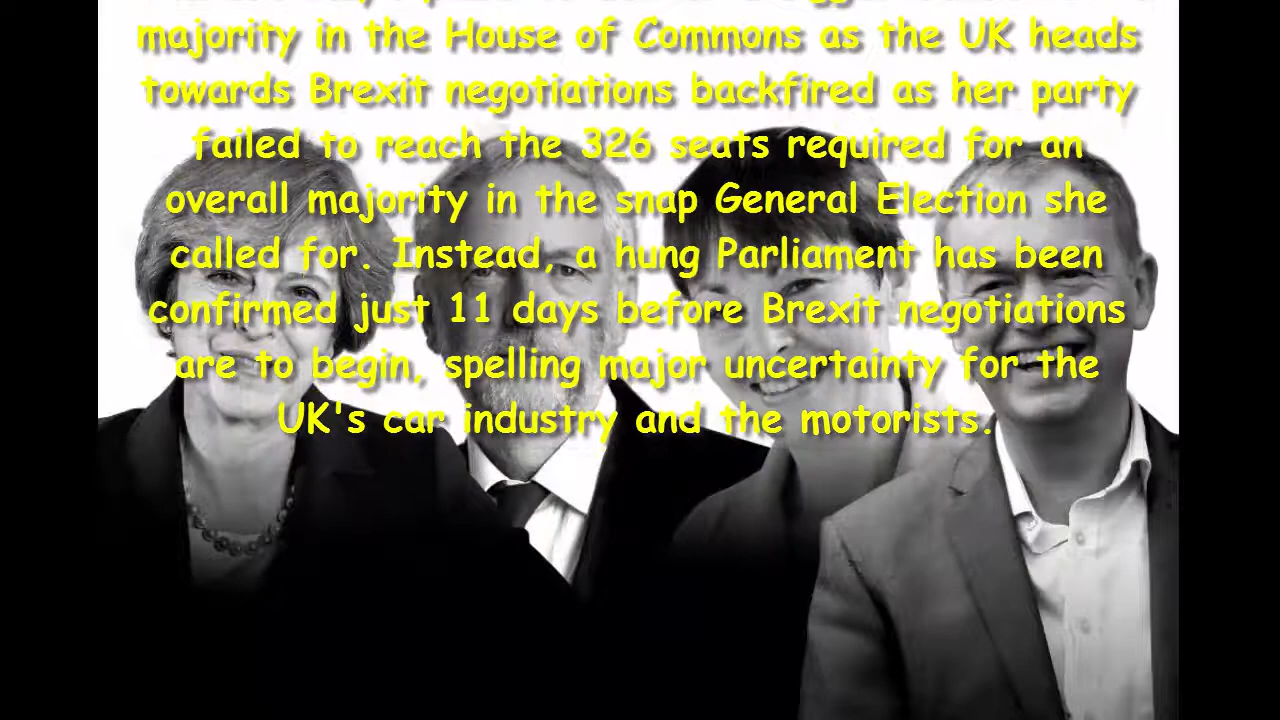 majority in the House of Commons as the UK heads
towards Brexit negotiations backfired as her party
failed to reach the 326 seats required for an
overall majority in the snap General Election she
called for. Instead, a hung Parliament has been
confirmed just 11 days before Brexit negotiations
are to begin, spelling major uncertainty for the
UK's car industry and the motorists.